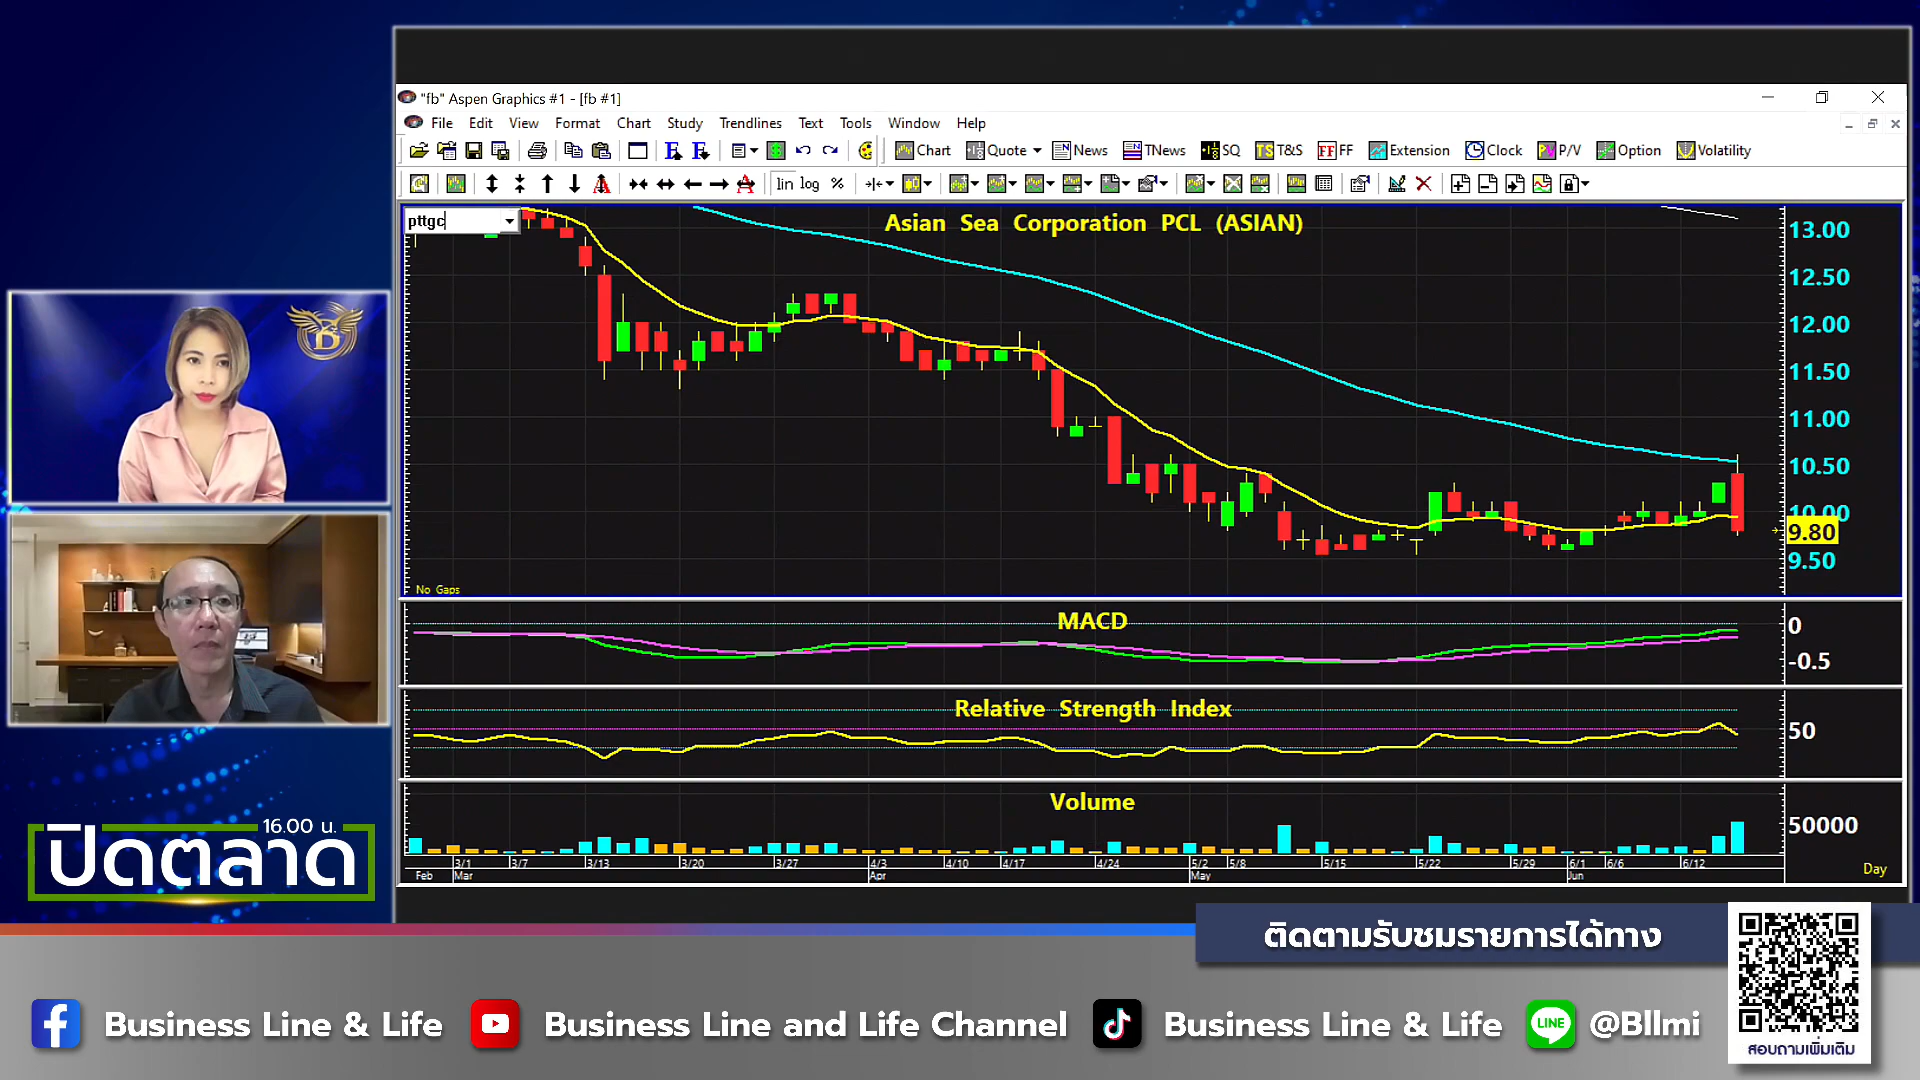 "fb" Aspen Graphics #1 - [fb #1]
File Edit View Format Chart Study Trendlines Text Tools Window Help
Chart Quote News TNews SQ TS T&S FF FF Extension Clock P/V Option Volatility
lin log %
pttgc
Asian Sea Corporation PCL (ASIAN)
13.00
12.50
12.00
11.50
11.00
10.50
10.00
9.80
9.50
No Gaps
MACD
0
-0.5
Relative Strength Index
50
Volume
50000
3/1 3/7 3/13 3/20 3/27 4/3 4/10 4/17 4/24 5/2 5/8 5/15 5/22 5/29 6/1 6/6 6/12
Feb Mar Apr May Jun
Day
B
16.00 น.
ปิดตลาด
ติดตามรับชมรายการได้ทาง
Business Line & Life
Business Line and Life Channel
Business Line & Life
LINE
@Bllmi
สอบถามเพิ่มเติม